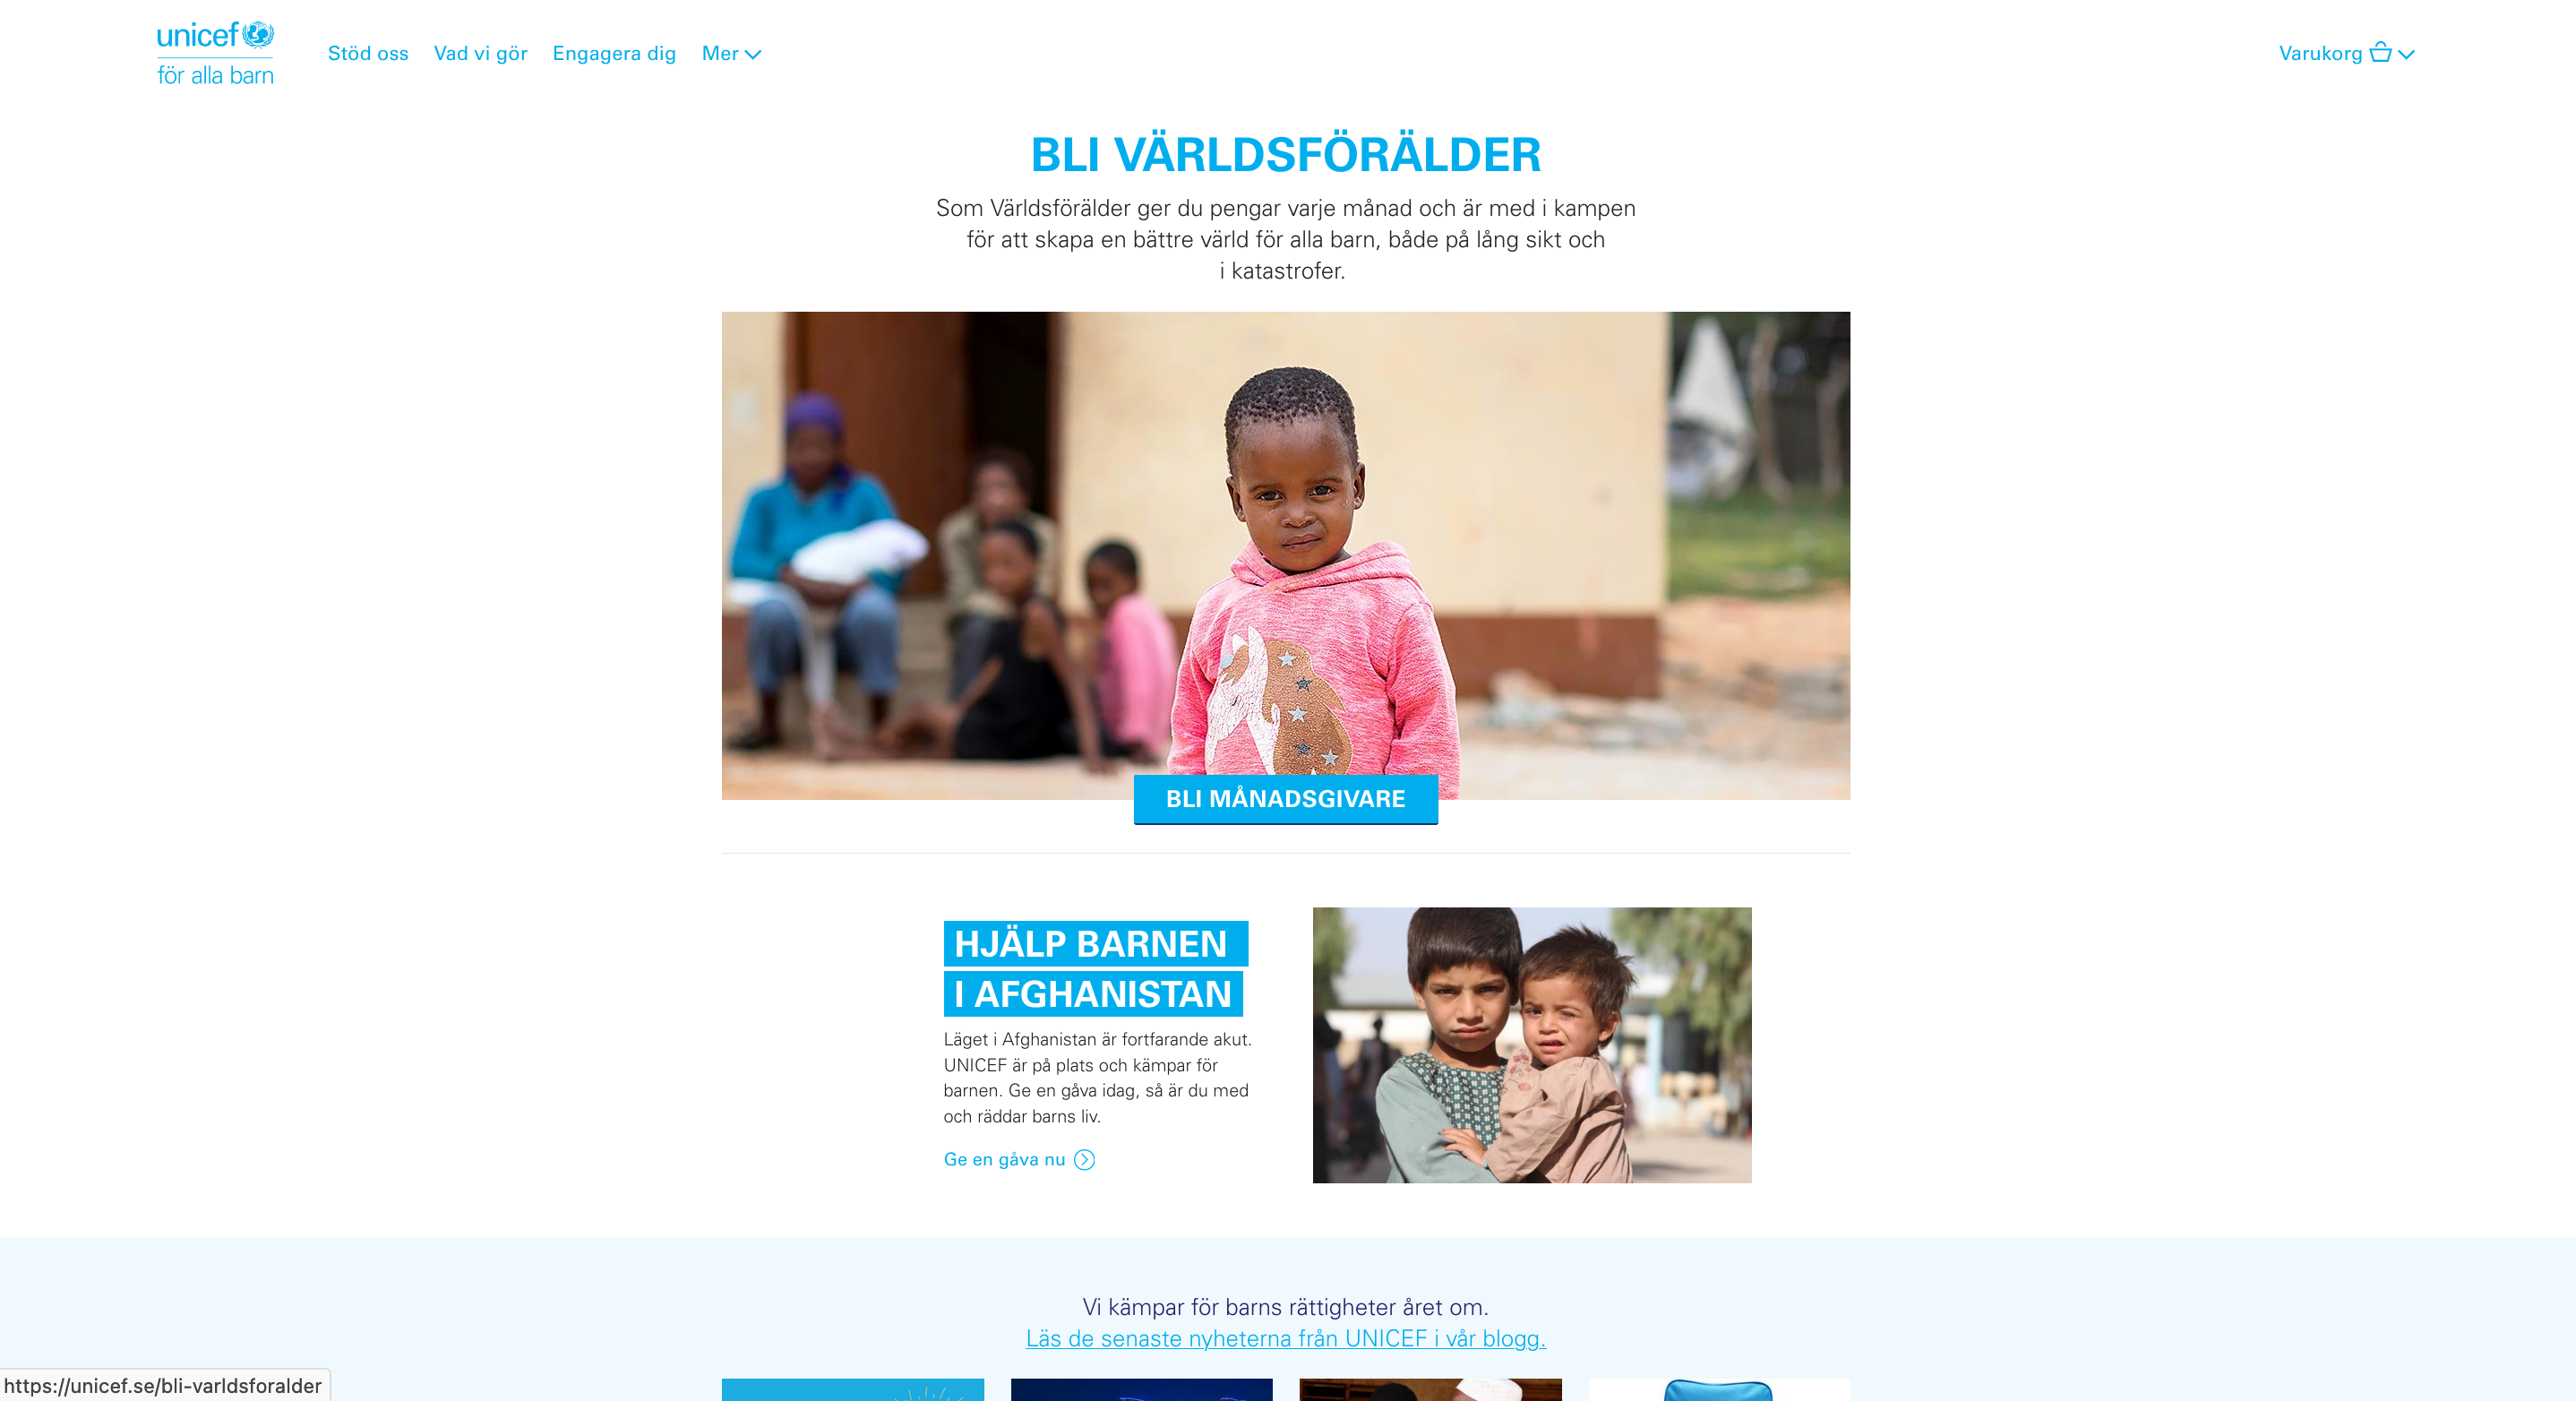 unicef
för alla barn
Stöd oss
Vad vi gör
Engagera dig
Mer
Varukorg
BLI VÄRLDSFÖRÄLDER
Som Världsförälder ger du pengar varje månad och är med i kampen
för att skapa en bättre värld för alla barn, både på lång sikt och
i katastrofer.
BLI MÅNADSGIVARE
HJÄLP BARNEN
I AFGHANISTAN
Läget i Afghanistan är fortfarande akut.
UNICEF är på plats och kämpar för
barnen. Ge en gåva idag, så är du med
och räddar barns liv.
Ge en gåva nu
Vi kämpar för barns rättigheter året om.
Läs de senaste nyheterna från UNICEF i vår blogg.
https://unicef.se/bli-varldsforalder